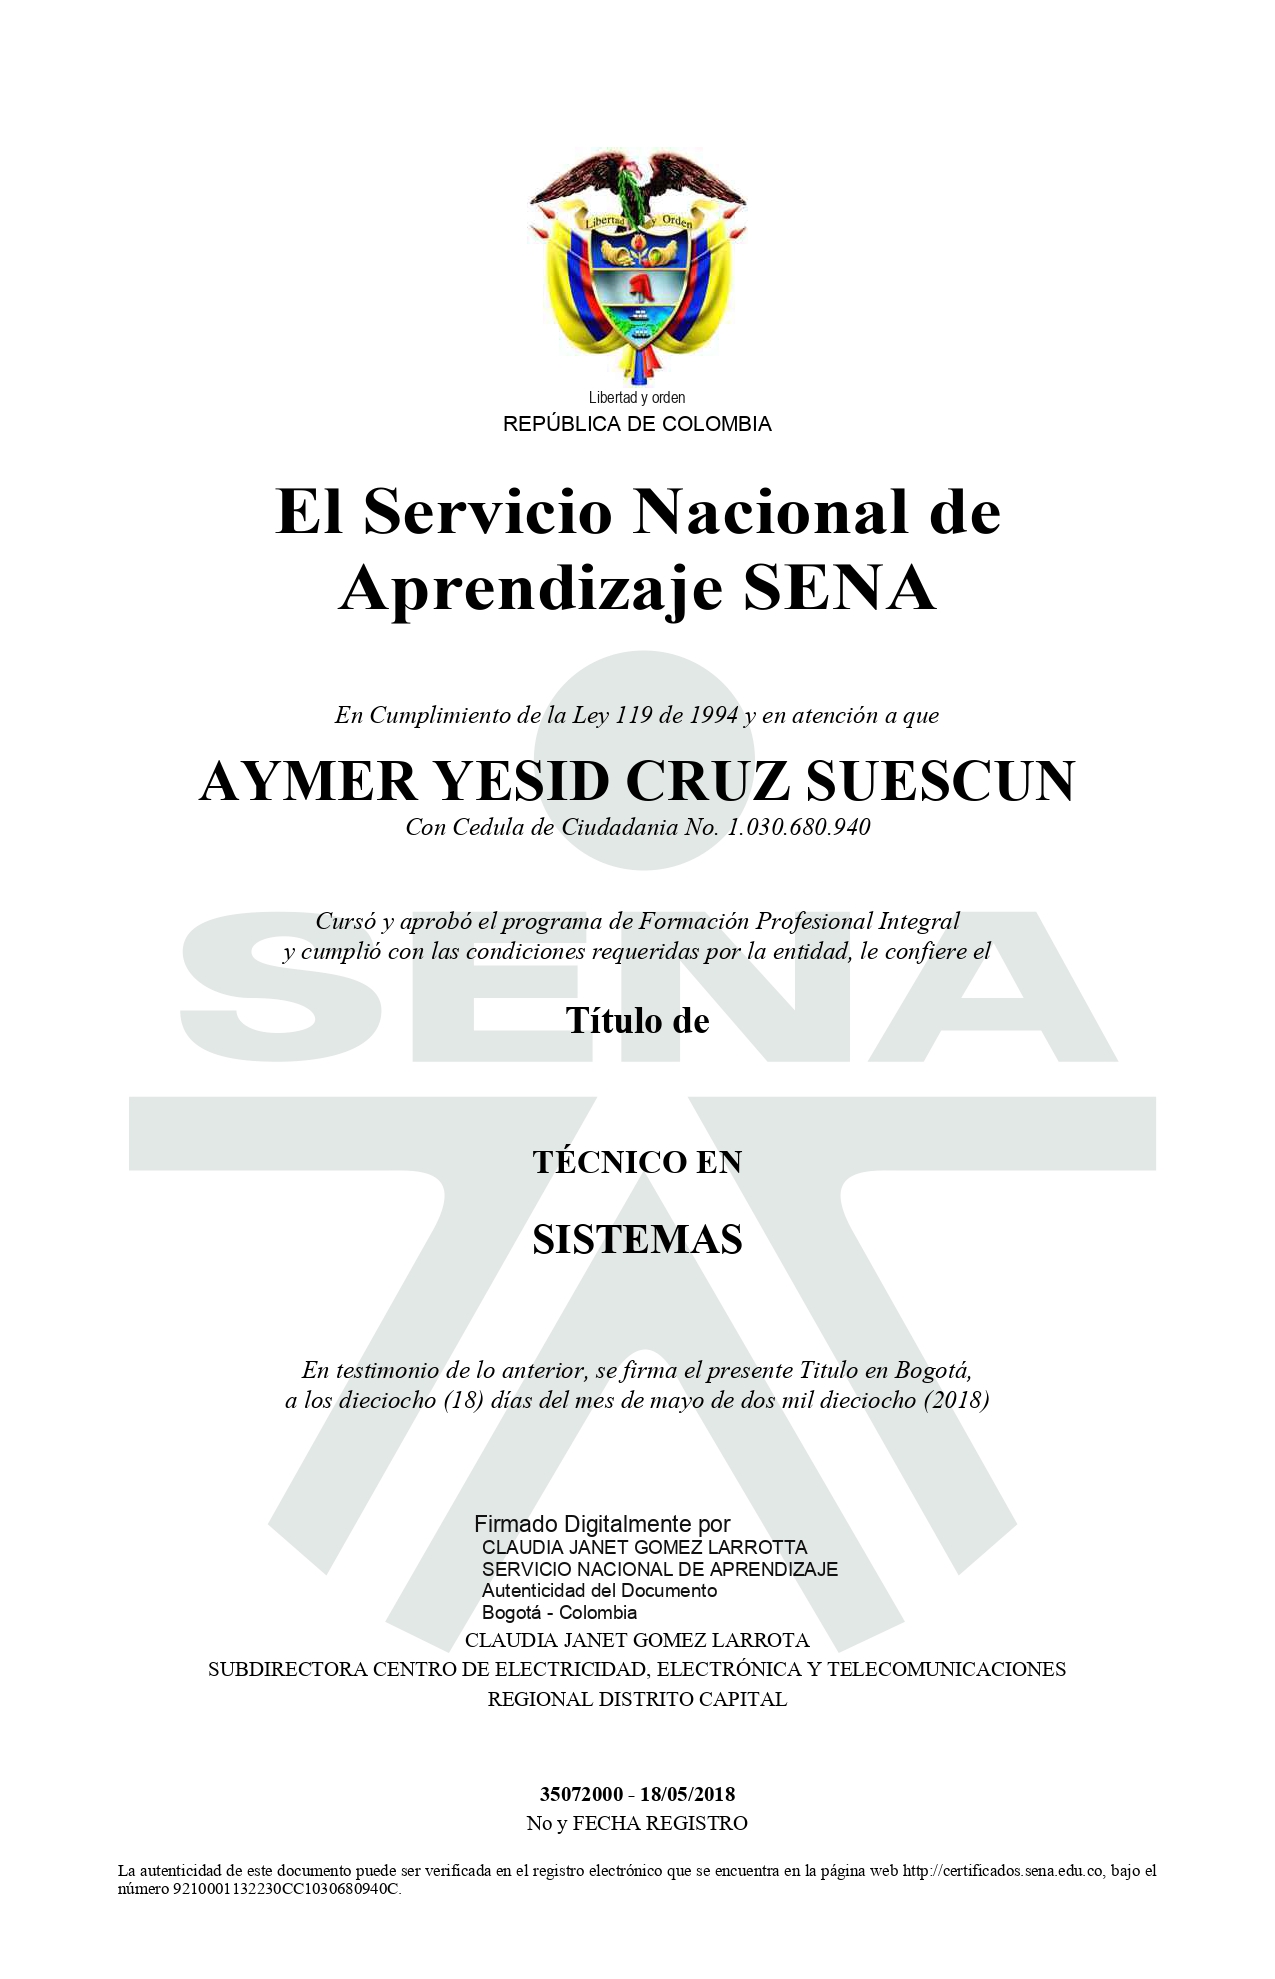 Libertad y Orden
Libertad y orden
REPÚBLICA DE COLOMBIA
El Servicio Nacional de
Aprendizaje SENA
En Cumplimiento de la Ley 119 de 1994 y en atención a que
AYMER YESID CRUZ SUESCUN
Con Cedula de Ciudadania No. 1.030.680.940
SENA
Cursó y aprobó el programa de Formación Profesional Integral
y cumplió con las condiciones requeridas por la entidad, le confiere el
Título de
TÉCNICO EN
SISTEMAS
En testimonio de lo anterior, se firma el presente Titulo en Bogotá,
a los dieciocho (18) días del mes de mayo de dos mil dieciocho (2018)
Firmado Digitalmente por
CLAUDIA JANET GOMEZ LARROTTA
SERVICIO NACIONAL DE APRENDIZAJE
Autenticidad del Documento
Bogotá - Colombia
CLAUDIA JANET GOMEZ LARROTA
SUBDIRECTORA CENTRO DE ELECTRICIDAD, ELECTRÓNICA Y TELECOMUNICACIONES
REGIONAL DISTRITO CAPITAL
35072000 - 18/05/2018
No y FECHA REGISTRO
La autenticidad de este documento puede ser verificada en el registro electrónico que se encuentra en la página web http://certificados.sena.edu.co, bajo el
número 9210001132230CC1030680940C.